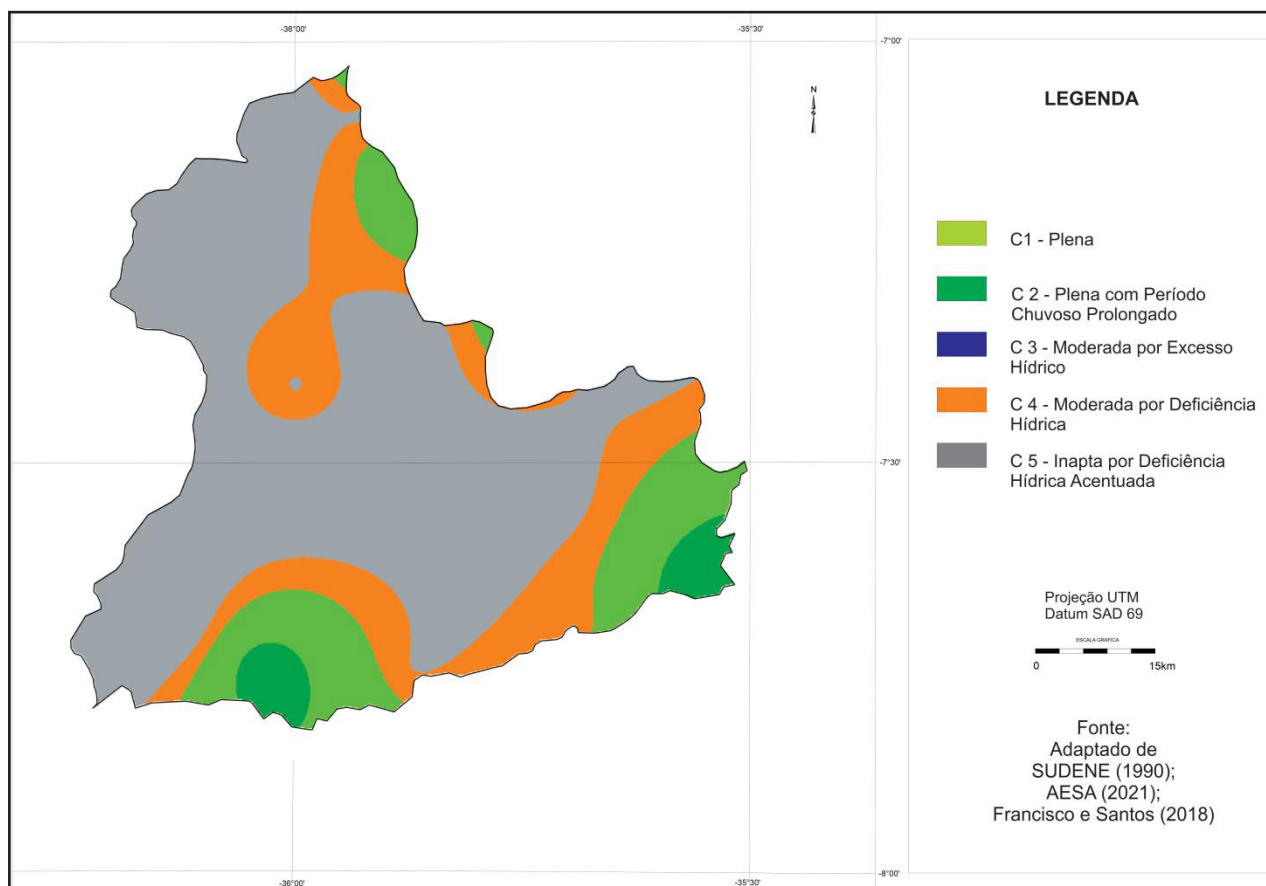 -36°00'
-35°30'
-7°00'
N
LEGENDA
C1 - Plena
C 2 - Plena com Período
Chuvoso Prolongado
C 3 - Moderada por Excesso
Hídrico
C 4 - Moderada por Deficiência
Hídrica
C 5 - Inapta por Deficiência
Hídrica Acentuada
-7°30'
Projeção UTM
Datum SAD 69
ESCALA GRÁFICA
0 15km
Fonte:
Adaptado de
SUDENE (1990);
AESA (2021);
Francisco e Santos (2018)
-8°00'
-36°00'
-35°30'